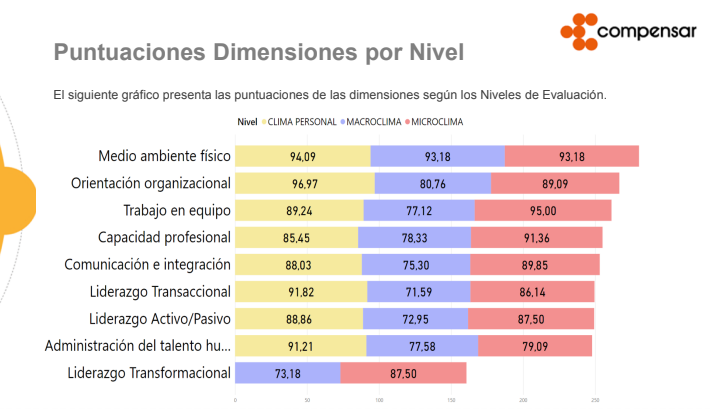 compensar
Puntuaciones Dimensiones por Nivel
El siguiente gráfico presenta las puntuaciones de las dimensiones según los Niveles de Evaluación.
Nivel CLIMA PERSONAL MACROCLIMA MICROCLIMA
Medio ambiente físico 94,09 93,18 93,18
Orientación organizacional 96,97 80,76 89,09
Trabajo en equipo 89,24 77,12 95,00
Capacidad profesional 85,45 78,33 91,36
Comunicación e integración 88,03 75,30 89,85
Liderazgo Transaccional 91,82 71,59 86,14
Liderazgo Activo/Pasivo 88,86 72,95 87,50
Administración del talento hu... 91,21 77,58 79,09
Liderazgo Transformacional 73,18 87,50
0 50 100 150 200 250